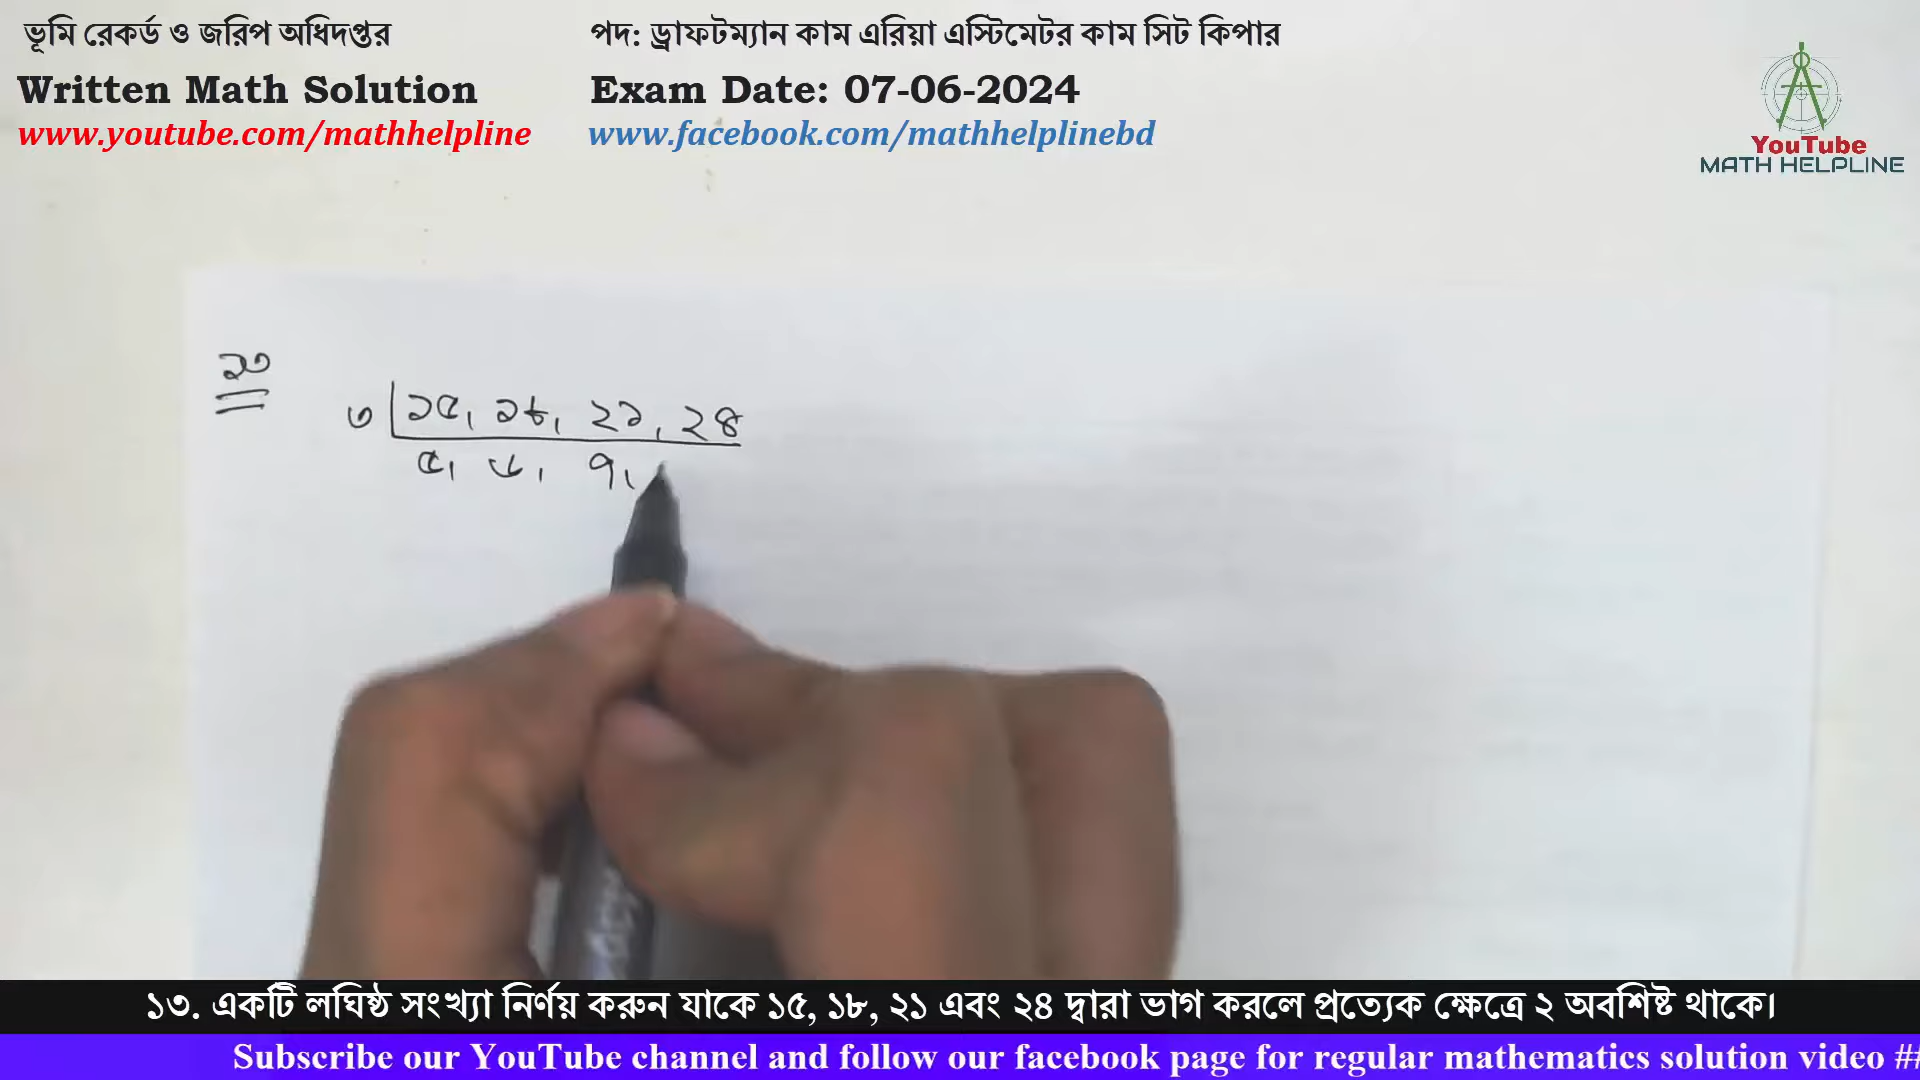 ভূমি রেকর্ড ও জরিপ অধিদপ্তর
পদ: ড্রাফটম্যান কাম এরিয়া এস্টিমেটর কাম সিট কিপার
Written Math Solution
Exam Date: 07-06-2024
www.youtube.com/mathhelpline
www.facebook.com/mathhelplinebd
YouTube
MATH HELPLINE
১৩
৩ | ১৫, ১৮, ২১, ২৪
৫, ৬, ৭,
১৩. একটি লঘিষ্ঠ সংখ্যা নির্ণয় করুন যাকে ১৫, ১৮, ২১ এবং ২৪ দ্বারা ভাগ করলে প্রত্যেক ক্ষেত্রে ২ অবশিষ্ট থাকে।
Subscribe our YouTube channel and follow our facebook page for regular mathematics solution video ##